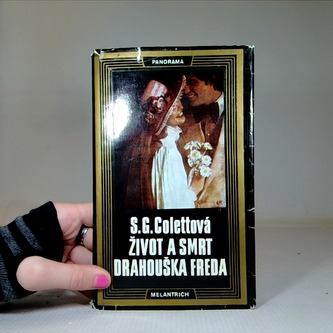 PANORAMA
S.G.Colettová
ŽIVOT A SMRT
DRAHOUŠKA FREDA
MELANTRICH